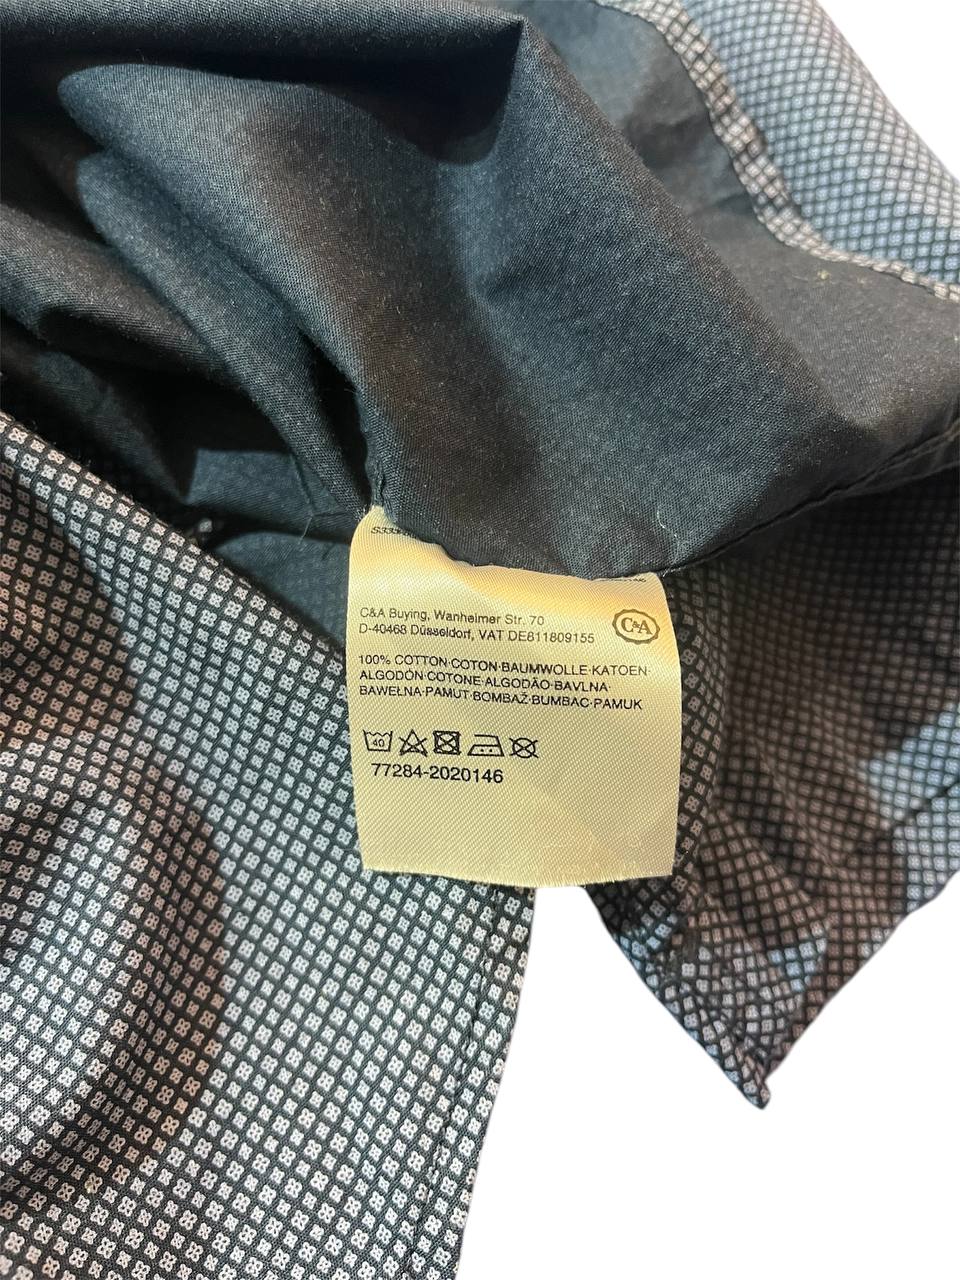 C&A Buying, Wanheimer Str. 70
D-40468 Düsseldorf, VAT DE811809155
C&A
100% COTTON·COTON·BAUMWOLLE·KATOEN·
ALGODÓN·COTONE·ALGODÃO·BAVLNA·
BAWEŁNA·PAMUT·BOMBAŽ·BUMBAC·PAMUK
40
77284-2020146